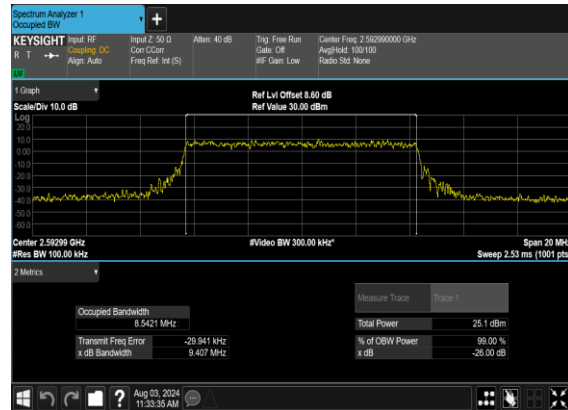 Spectrum Analyzer 1
Occupied BW
KEYSIGHT Input: RF Input Z: 50 Ω Atten: 40 dB Trig: Free Run Center Freq: 2.592990000 GHz
R T Coupling: DC Corr CCorr Gate: Off Avg|Hold: 100/100
Align: Auto Freq Ref: Int (S) #IF Gain: Low Radio Std: None
LW
1 Graph
Ref Lvl Offset 8.60 dB
Scale/Div 10.0 dB Ref Value 30.00 dBm
Log
20.0
10.0
0.00
-10.0
-20.0
-30.0
-40.0
-50.0
-60.0
Center 2.59299 GHz #Video BW 300.00 kHz* Span 20 MHz
#Res BW 100.00 kHz Sweep 2.53 ms (1001 pts
2 Metrics
Measure Trace Trace 1
Occupied Bandwidth
8.5421 MHz Total Power 25.1 dBm
Transmit Freq Error -29.941 kHz % of OBW Power 99.00 %
x dB Bandwidth 9.407 MHz x dB -26.00 dB
? Aug 03, 2024
11:33:35 AM